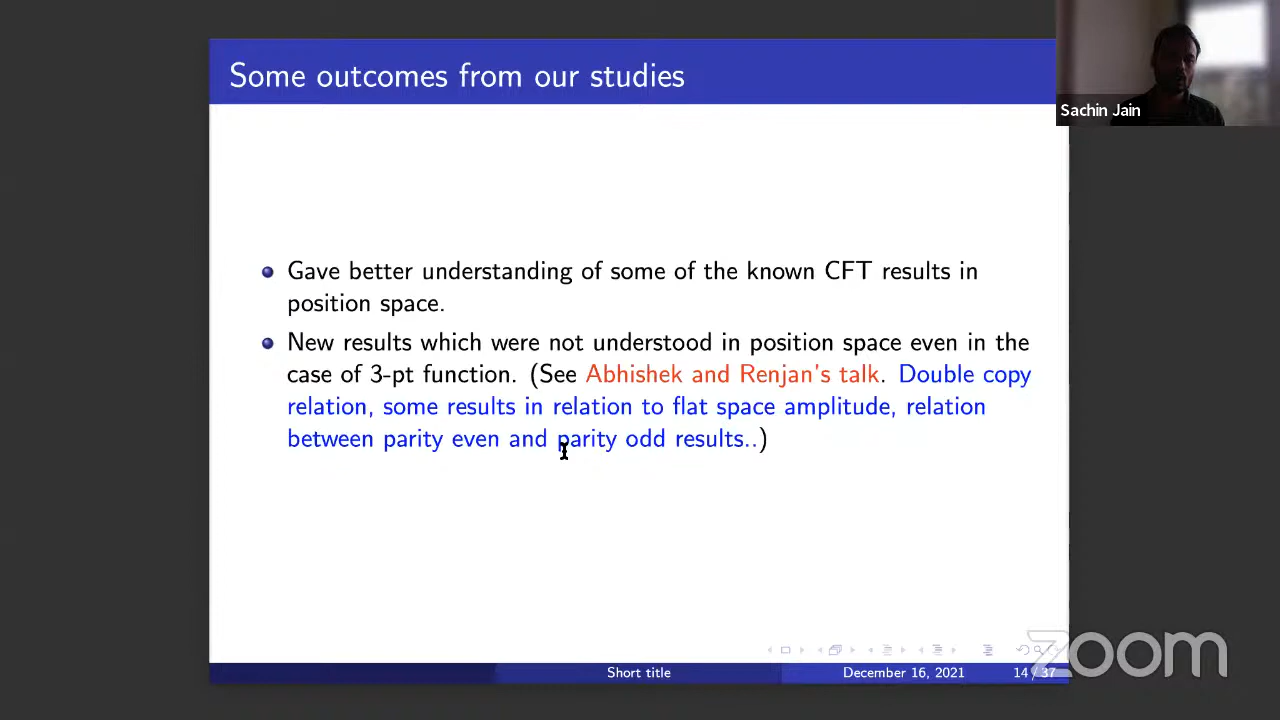 Some outcomes from our studies
Sachin Jain
Gave better understanding of some of the known CFT results in
position space.
New results which were not understood in position space even in the
case of 3-pt function. (See Abhishek and Renjan's talk. Double copy
relation, some results in relation to flat space amplitude, relation
between parity even and parity odd results..)
Short title
December 16, 2021
14 / 37
zoom